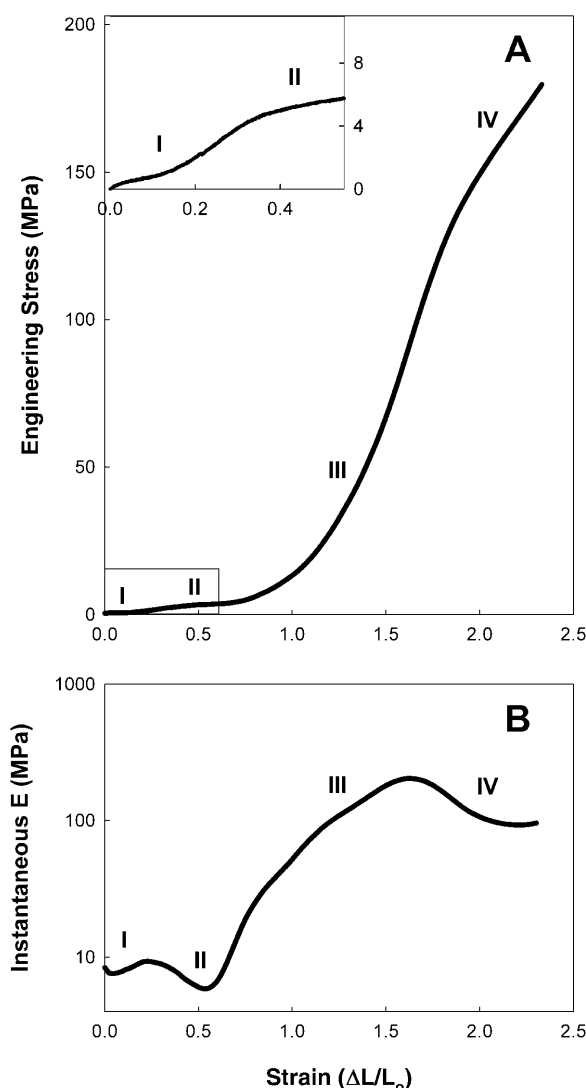 200
150
100
50
0
Engineering Stress (MPa)
A
I
II
8
4
0
0.0 0.2 0.4
IV
III
I
II
0.0 0.5 1.0 1.5 2.0 2.5
1000
100
10
Instantaneous E (MPa)
B
I
II
III
IV
0.0 0.5 1.0 1.5 2.0 2.5
Strain (ΔL/Lo)